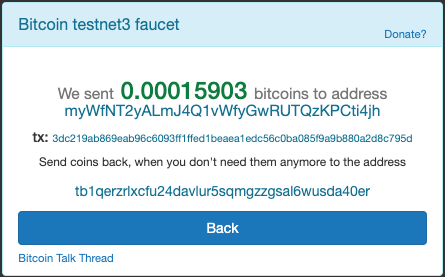 Bitcoin testnet3 faucet
Donate?
We sent 0.00015903 bitcoins to address
myWfNT2yALmJ4Q1vWfyGwRUTQzKPCti4jh
tx: 3dc219ab869eab96c6093ff1ffed1beaea1edc56c0ba085f9a9b880a2d8c795d
Send coins back, when you don't need them anymore to the address
tb1qerzrlxcfu24davlur5sqmgzzgsal6wusda40er
Back
Bitcoin Talk Thread